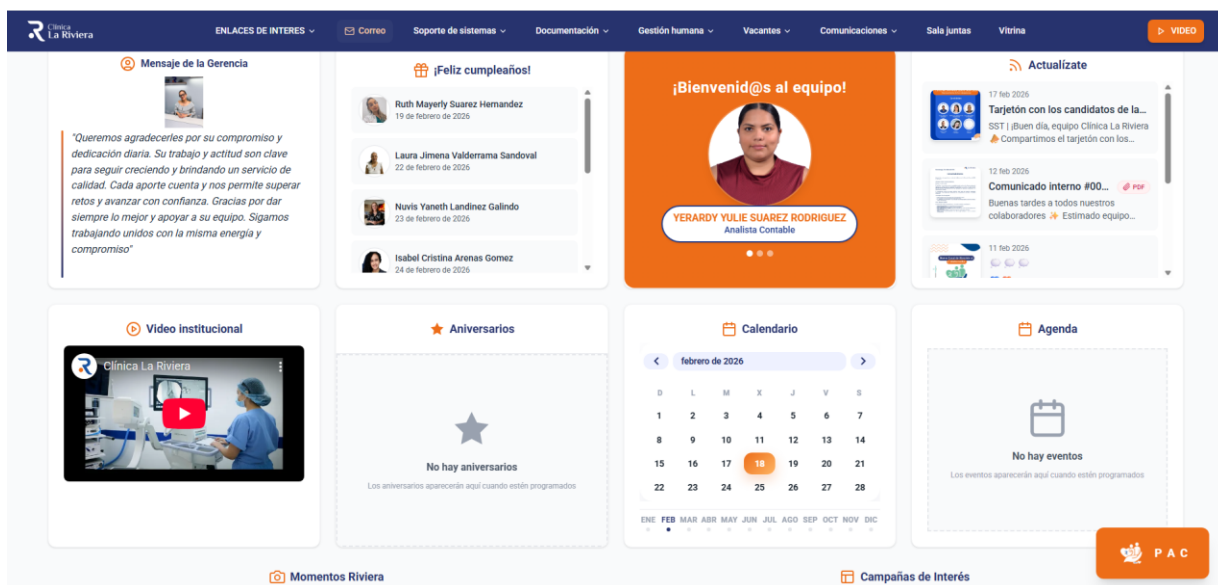 Clínica
La Riviera
ENLACES DE INTERES
Correo
Soporte de sistemas
Documentación
Gestión humana
Vacantes
Comunicaciones
Sala juntas
Vitrina
VIDEO
Mensaje de la Gerencia
"Queremos agradecerles por su compromiso y
dedicación diaria. Su trabajo y actitud son clave
para seguir creciendo y brindando un servicio de
calidad. Cada aporte cuenta y nos permite superar
retos y avanzar con confianza. Gracias por dar
siempre lo mejor y apoyar a su equipo. Sigamos
trabajando unidos con la misma energía y
compromiso"
¡Feliz cumpleaños!
Ruth Mayerly Suarez Hernandez
19 de febrero de 2026
Laura Jimena Valderrama Sandoval
22 de febrero de 2026
Nuvis Yaneth Landinez Galindo
23 de febrero de 2026
Isabel Cristina Arenas Gomez
24 de febrero de 2026
¡Bienvenid@s al equipo!
YERARDY YULIE SUAREZ RODRIGUEZ
Analista Contable
Actualízate
17 feb 2026
Tarjetón con los candidatos de la...
SST | ¡Buen día, equipo Clínica La Riviera
Compartimos el tarjetón con los...
12 feb 2026
Comunicado interno #00...
PDF
Buenas tardes a todos nuestros
colaboradores ✨ Estimado equipo...
11 feb 2026
Video institucional
Clínica La Riviera
Aniversarios
No hay aniversarios
Los aniversarios aparecerán aquí cuando estén programados
Calendario
febrero de 2026
D L M X J V S
1 2 3 4 5 6 7
8 9 10 11 12 13 14
15 16 17 18 19 20 21
22 23 24 25 26 27 28
ENE FEB MAR ABR MAY JUN JUL AGO SEP OCT NOV DIC
Agenda
No hay eventos
Los eventos aparecerán aquí cuando estén programados
PAC
Momentos Riviera
Campañas de Interés